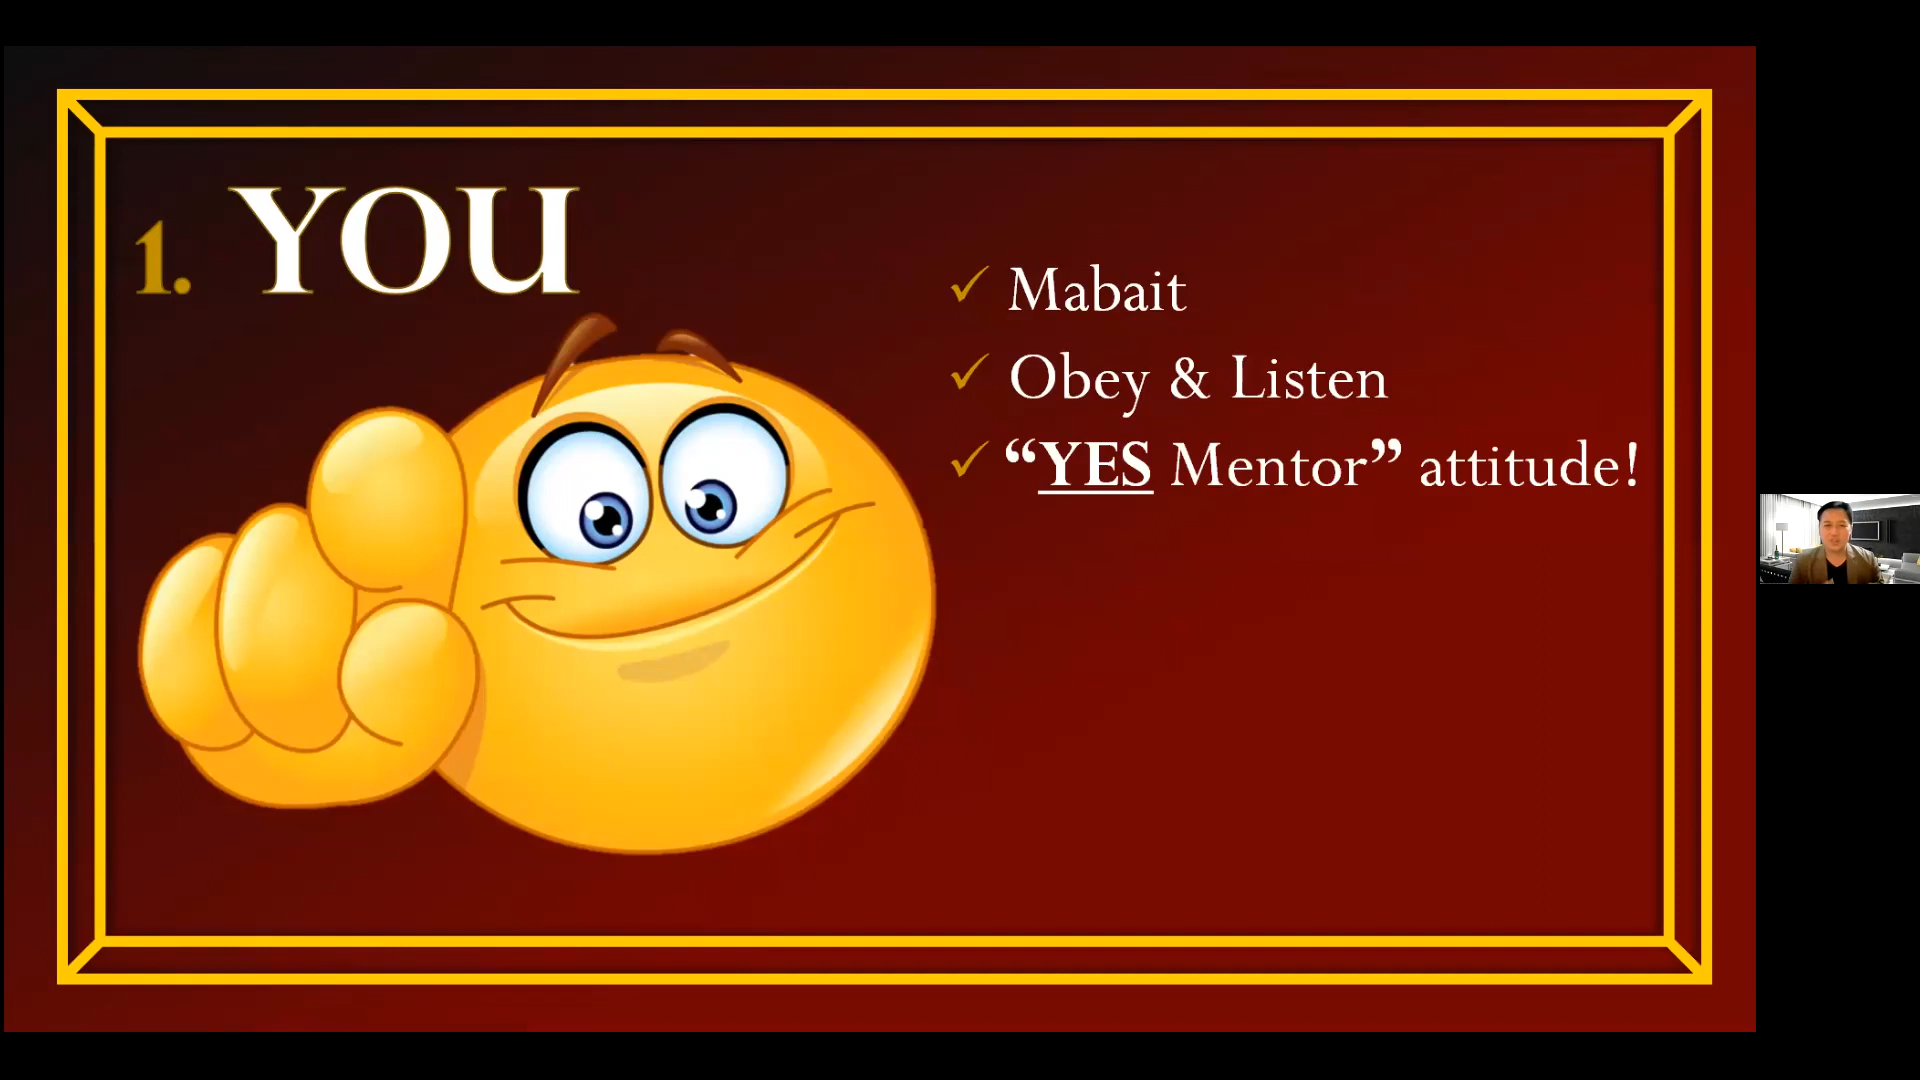 1. YOU
✓ Mabait
✓ Obey & Listen
✓ “YES Mentor” attitude!